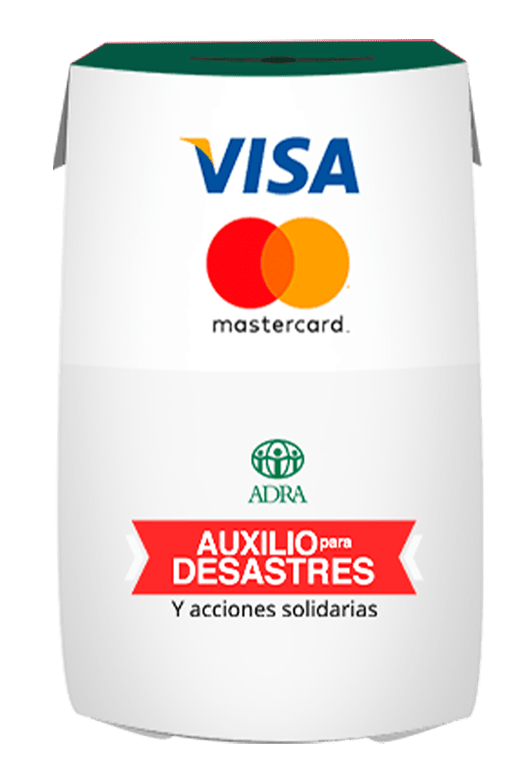 VISA
mastercard.
ADRA
AUXILIO para
DESASTRES
Y acciones solidarias